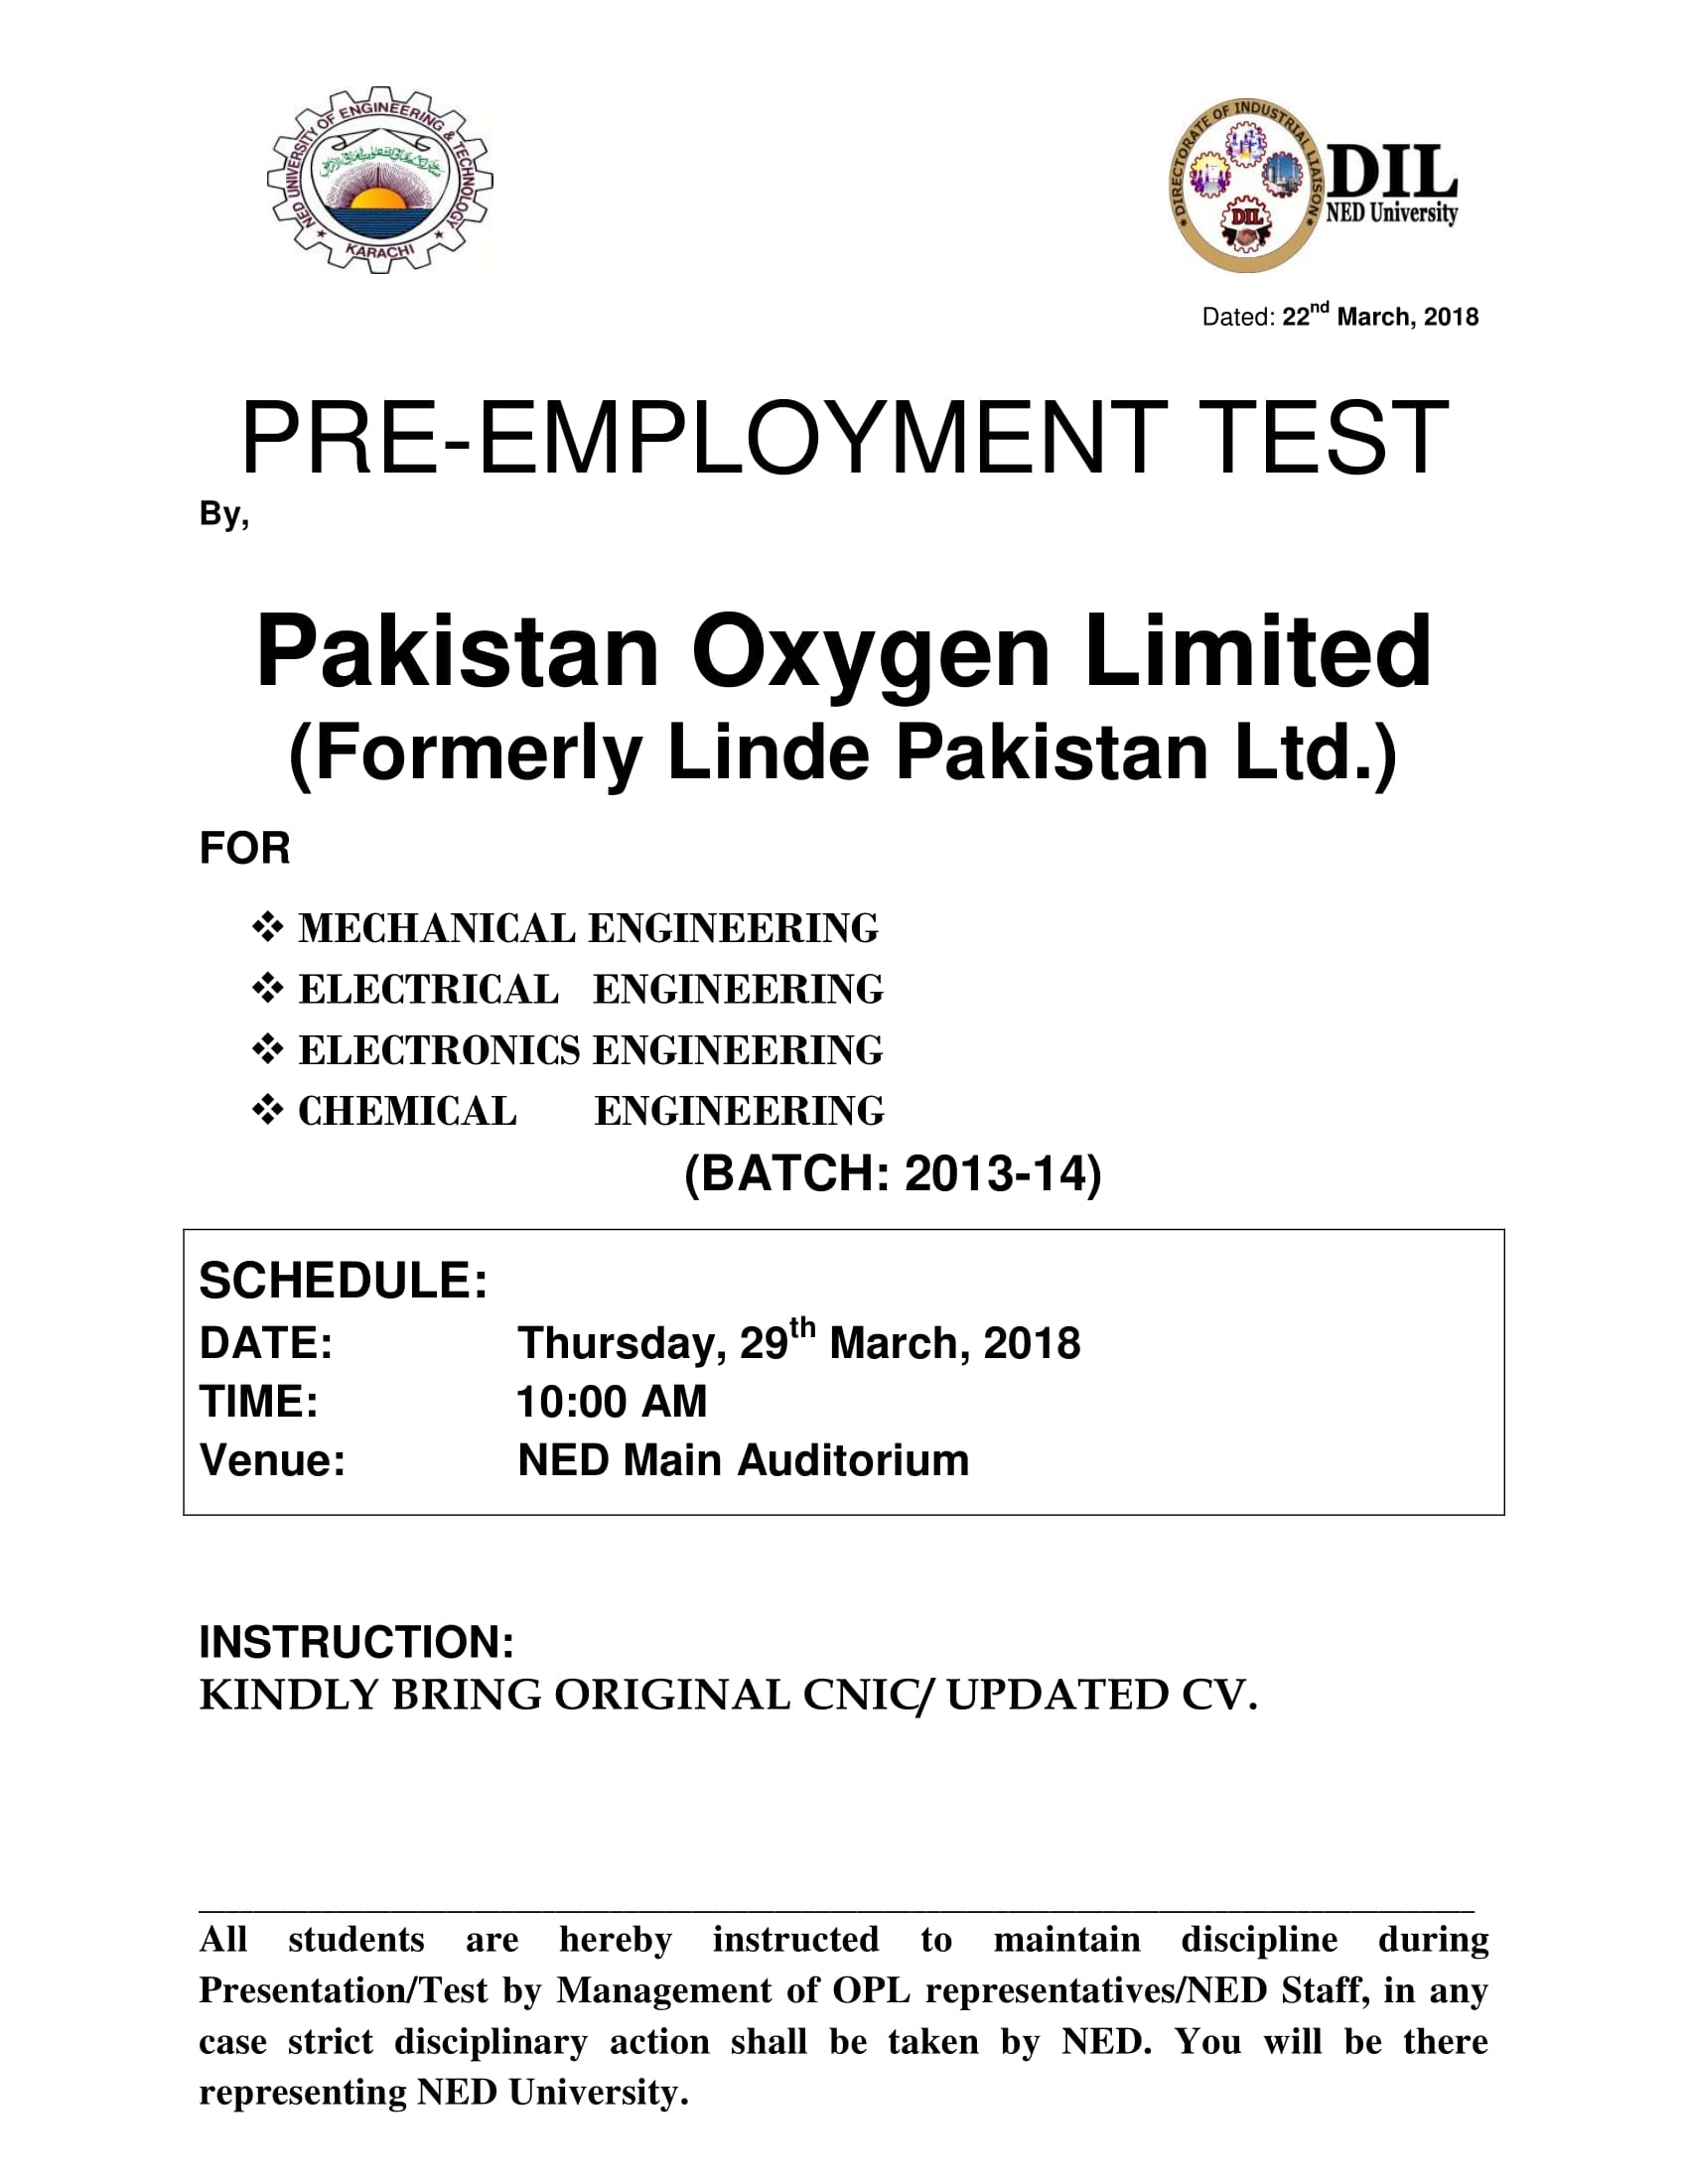 NED UNIVERSITY OF ENGINEERING & TECHNOLOGY
KARACHI
DIRECTORATE OF INDUSTRIAL LIAISON
DIL
DIL
NED University
Dated: 22nd March, 2018
PRE-EMPLOYMENT TEST
By,
Pakistan Oxygen Limited
(Formerly Linde Pakistan Ltd.)
FOR
❖ MECHANICAL ENGINEERING
❖ ELECTRICAL ENGINEERING
❖ ELECTRONICS ENGINEERING
❖ CHEMICAL ENGINEERING
(BATCH: 2013-14)
SCHEDULE:
DATE: Thursday, 29th March, 2018
TIME: 10:00 AM
Venue: NED Main Auditorium
INSTRUCTION:
KINDLY BRING ORIGINAL CNIC/ UPDATED CV.
All students are hereby instructed to maintain discipline during
Presentation/Test by Management of OPL representatives/NED Staff, in any
case strict disciplinary action shall be taken by NED. You will be there
representing NED University.